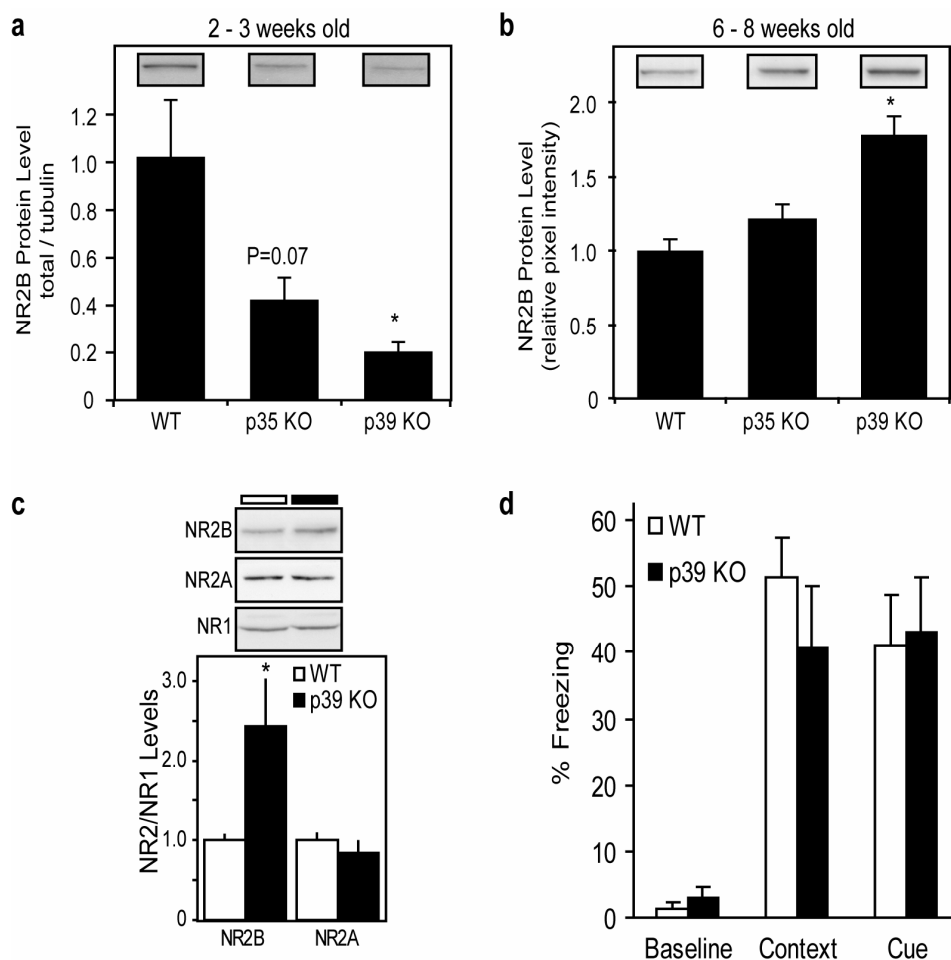 a
2 - 3 weeks old
NR2B Protein Level
total / tubulin
1.2
1.0
0.8
0.6
0.4
0.2
0
P=0.07
*
WT
p35 KO
p39 KO
b
6 - 8 weeks old
NR2B Protein Level
(relaitive pixel intensity)
2.0
1.5
1.0
0.5
0
*
WT
p35 KO
p39 KO
c
NR2B
NR2A
NR1
NR2/NR1 Levels
3.0
2.0
1.0
0
*
WT
p39 KO
NR2B
NR2A
d
% Freezing
60
50
40
30
20
10
0
WT
p39 KO
Baseline
Context
Cue